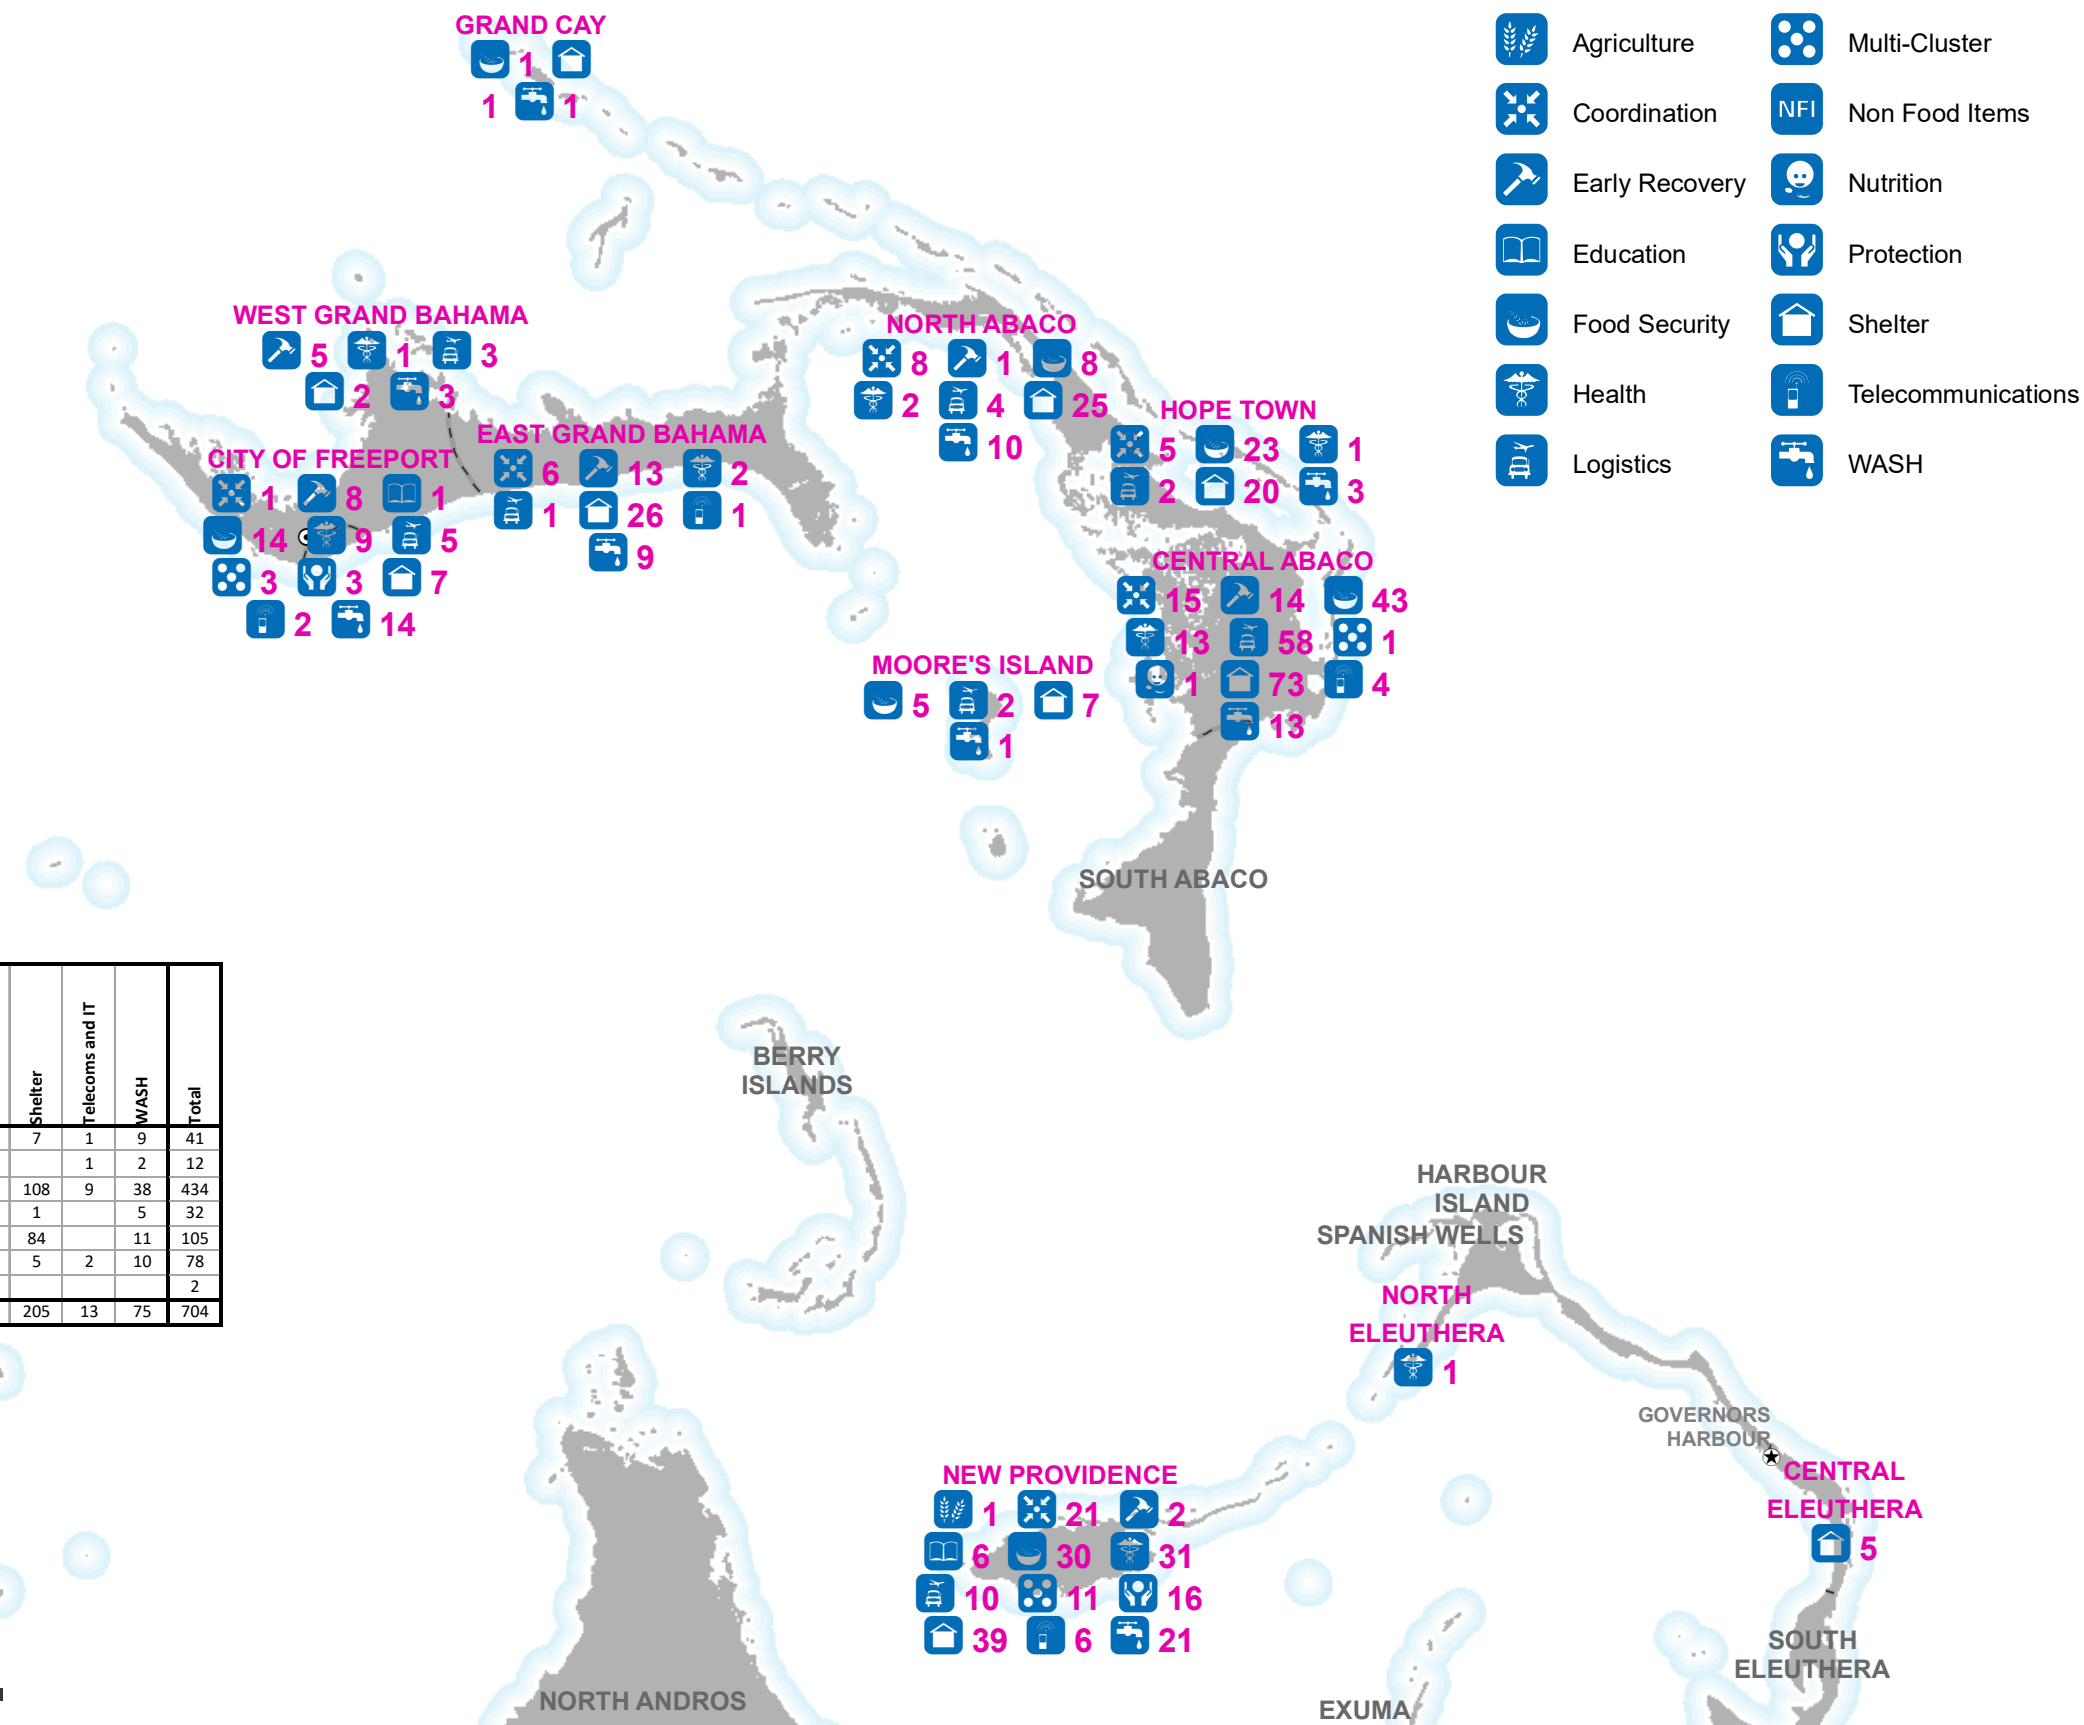 GRAND CAY
1
1 1
Agriculture
Coordination
Early Recovery
Education
Food Security
Health
Logistics
Multi-Cluster
NFI Non Food Items
Nutrition
Protection
Shelter
Telecommunications
WASH
WEST GRAND BAHAMA
5 1 3
2 3
NORTH ABACO
8 1 8
2 4 25
10
HOPE TOWN
5 23 1
2 20 3
EAST GRAND BAHAMA
6 13 2
1 26 1
9
CITY OF FREEPORT
1 8 1
14 9 5
3 3 7
2 14
CENTRAL ABACO
15 14 43
13 58 1
1 73 4
13
MOORE'S ISLAND
5 2 7
1
SOUTH ABACO
Shelter Telecoms and IT WASH Total
7 1 9 41
1 2 12
108 9 38 434
1 5 32
84 11 105
5 2 10 78
2
205 13 75 704
BERRY
ISLANDS
HARBOUR
ISLAND
SPANISH WELLS
NORTH
ELEUTHERA
1
GOVERNORS
HARBOUR
CENTRAL
ELEUTHERA
5
NEW PROVIDENCE
1 21 2
6 30 31
10 11 16
39 6 21
SOUTH
ELEUTHERA
NORTH ANDROS
EXUMA